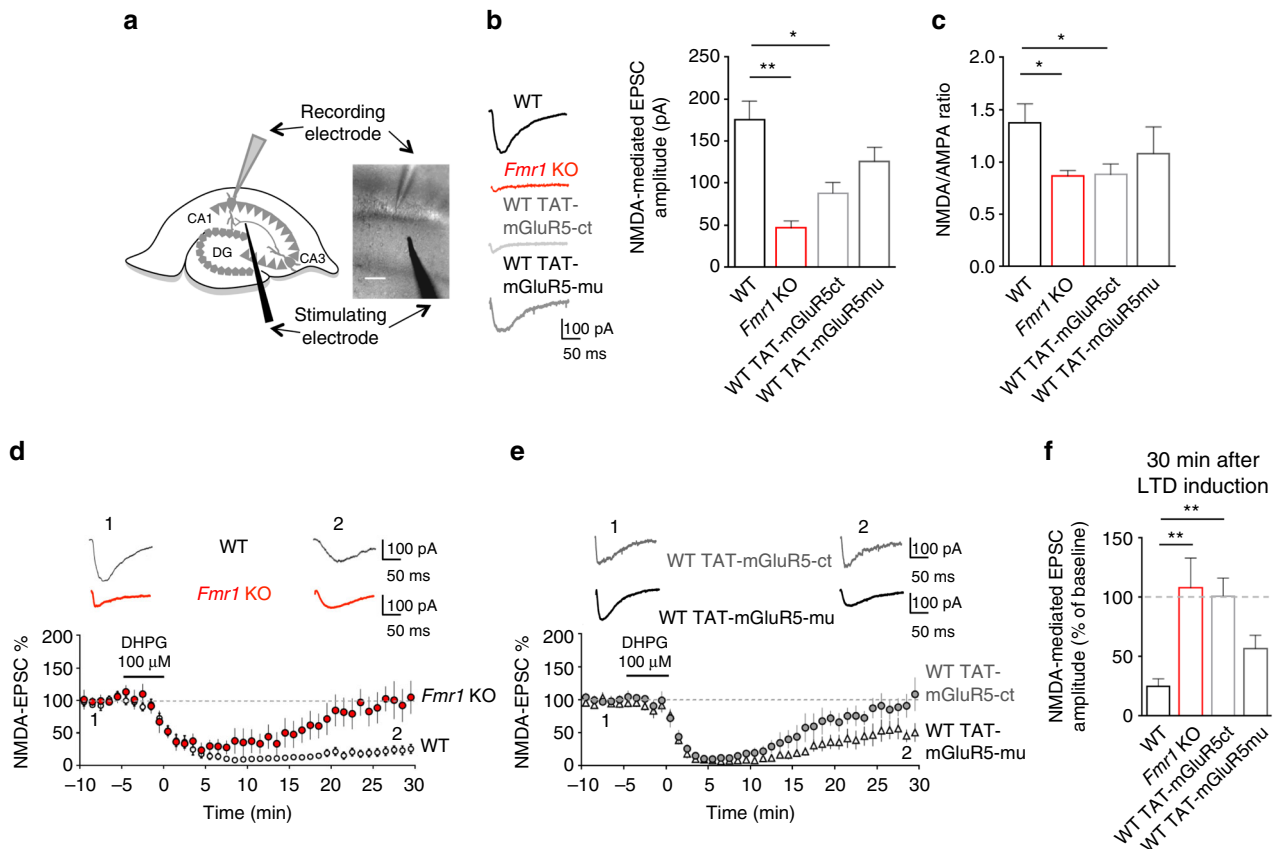 a
Recording
electrode
CA1
DG
CA3
Stimulating
electrode
b
WT
Fmr1 KO
WT TAT-
mGluR5-ct
WT TAT-
mGluR5-mu
100 pA
50 ms
NMDA-mediated EPSC
amplitude (pA)
250
200
150
100
50
0
*
**
WT
Fmr1 KO
WT TAT-mGluR5ct
WT TAT-mGluR5mu
c
NMDA/AMPA ratio
2.0
1.5
1.0
0.5
0.0
*
*
WT
Fmr1 KO
WT TAT-mGluR5ct
WT TAT-mGluR5mu
d
1
2
WT
100 pA
50 ms
Fmr1 KO
100 pA
50 ms
NMDA-EPSC %
200
150
100
50
0
DHPG
100 μM
1
2
Fmr1 KO
WT
−10 −5 0 5 10 15 20 25 30
Time (min)
e
1
2
WT TAT-mGluR5-ct
100 pA
50 ms
WT TAT-mGluR5-mu
100 pA
50 ms
NMDA-EPSC %
200
150
100
50
0
DHPG
100 μM
1
2
WT TAT-
mGluR5-ct
WT TAT-
mGluR5-mu
−10 −5 0 5 10 15 20 25 30
Time (min)
f
30 min after
LTD induction
NMDA-mediated EPSC
amplitude (% of baseline)
150
100
50
0
**
**
WT
Fmr1 KO
WT TAT-mGluR5ct
WT TAT-mGluR5mu